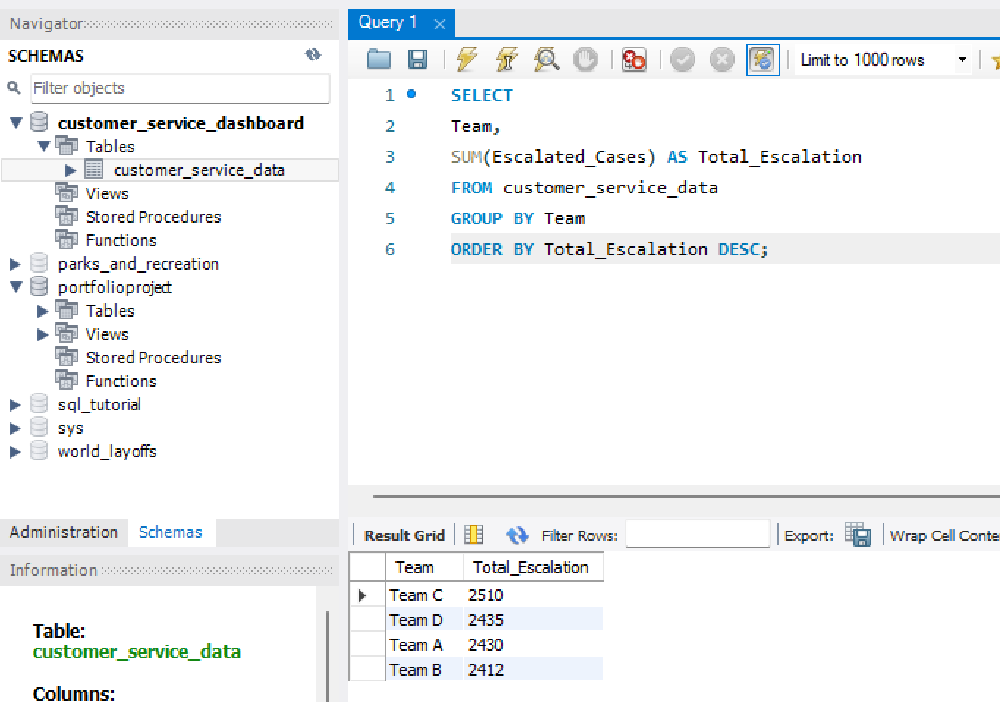 Navigator
SCHEMAS
Filter objects
customer_service_dashboard
Tables
customer_service_data
Views
Stored Procedures
Functions
parks_and_recreation
portfolioproject
Tables
Views
Stored Procedures
Functions
sql_tutorial
sys
world_layoffs
Administration Schemas
Information
Table:
customer_service_data
Columns:
Query 1
Limit to 1000 rows
1 SELECT
2 Team,
3 SUM(Escalated_Cases) AS Total_Escalation
4 FROM customer_service_data
5 GROUP BY Team
6 ORDER BY Total_Escalation DESC;
Result Grid Filter Rows: Export: Wrap Cell Conte
Team Total_Escalation
Team C 2510
Team D 2435
Team A 2430
Team B 2412